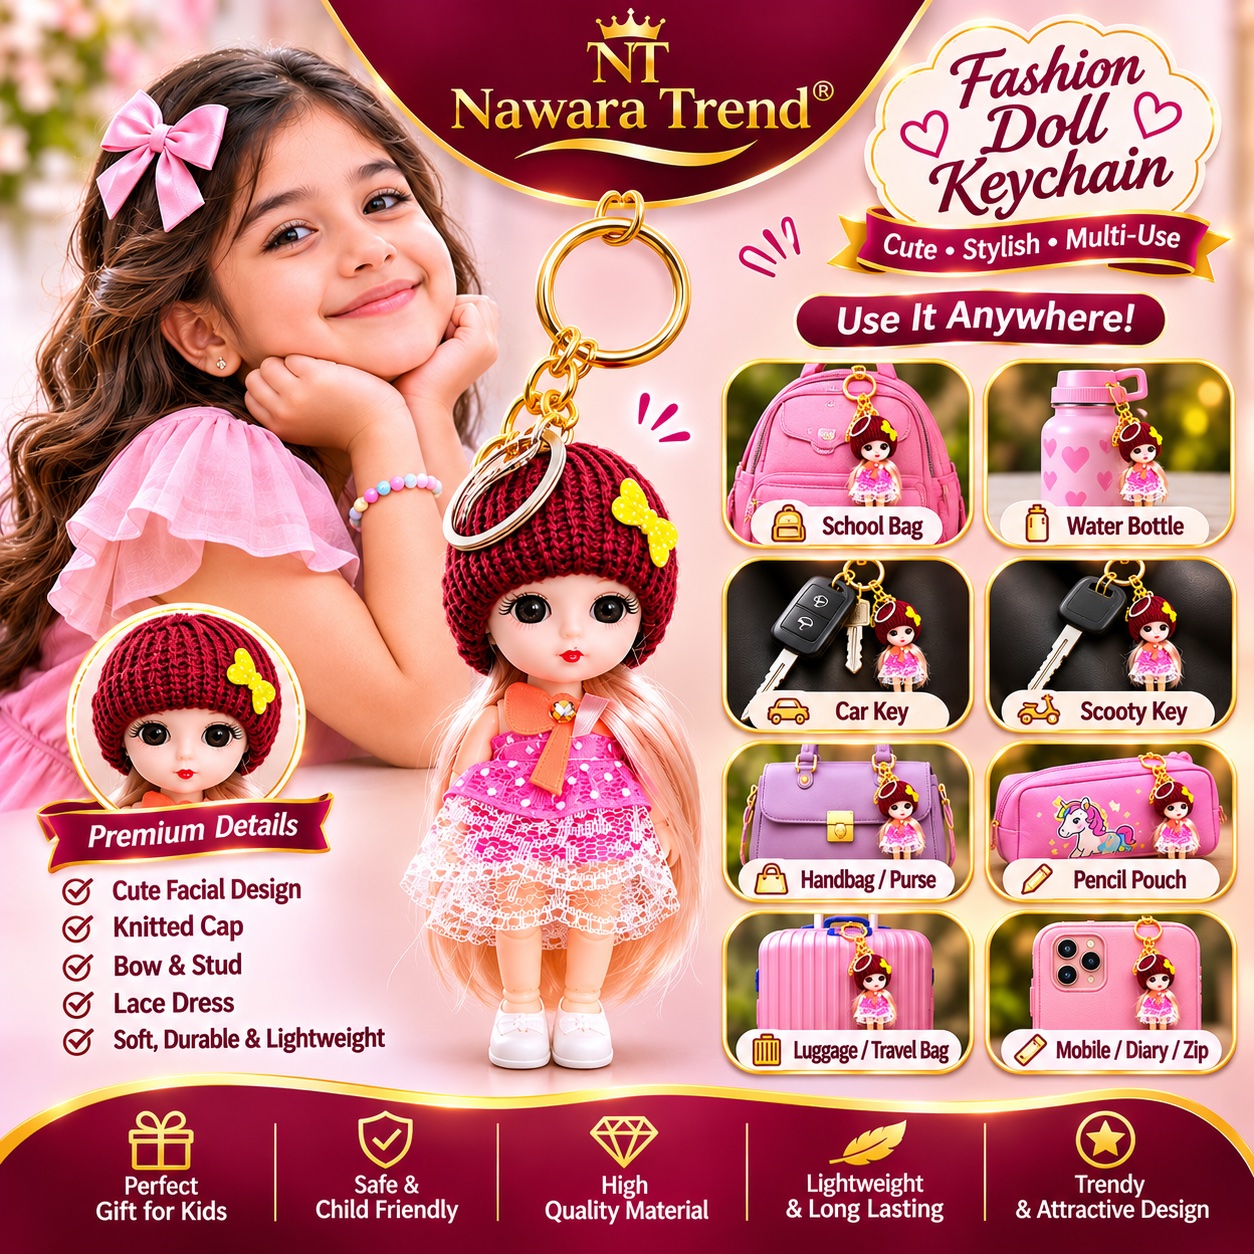 NT
Nawara Trend®
Fashion
Doll
Keychain
Cute • Stylish • Multi-Use
Use It Anywhere!
School Bag
Water Bottle
Car Key
Scooty Key
Handbag / Purse
Pencil Pouch
Luggage / Travel Bag
Mobile / Diary / Zip
Premium Details
Cute Facial Design
Knitted Cap
Bow & Stud
Lace Dress
Soft, Durable & Lightweight
Perfect
Gift for Kids
Safe &
Child Friendly
High
Quality Material
Lightweight
& Long Lasting
Trendy
& Attractive Design